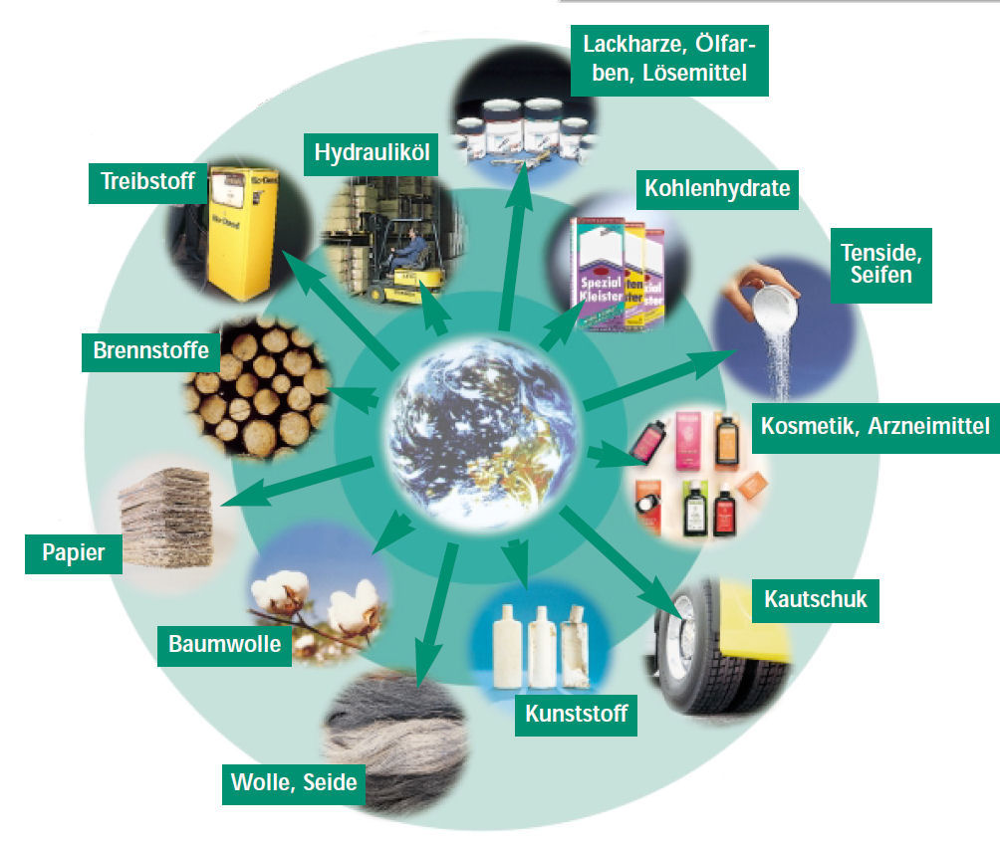 Lackharze, Ölfar-
ben, Lösemittel
Hydrauliköl
Treibstoff
Kohlenhydrate
Tenside,
Seifen
Spezial
Kleister
Brennstoffe
Kosmetik, Arzneimittel
Papier
Kautschuk
Baumwolle
Kunststoff
Wolle, Seide